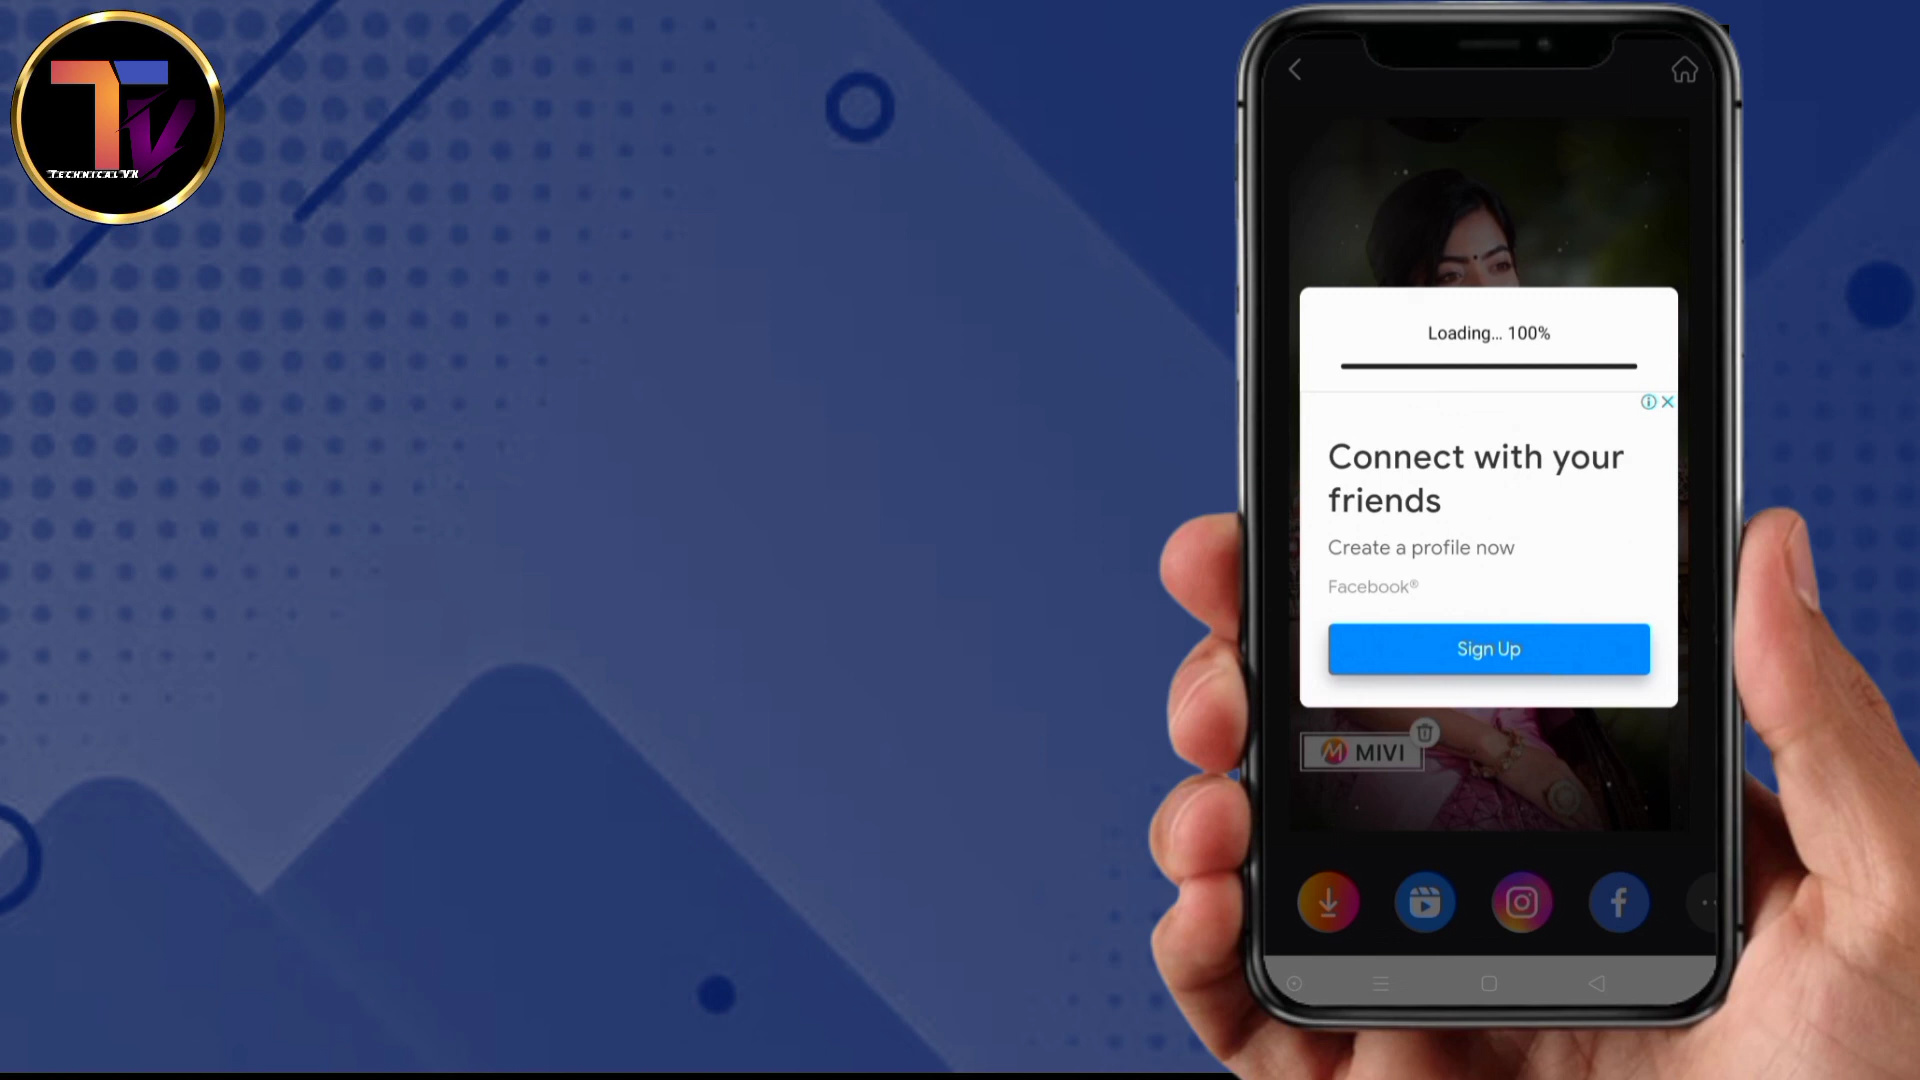 TECHNICAL VK
Loading... 100%
Connect with your
friends
Create a profile now
Facebook®
Sign Up
MIVI